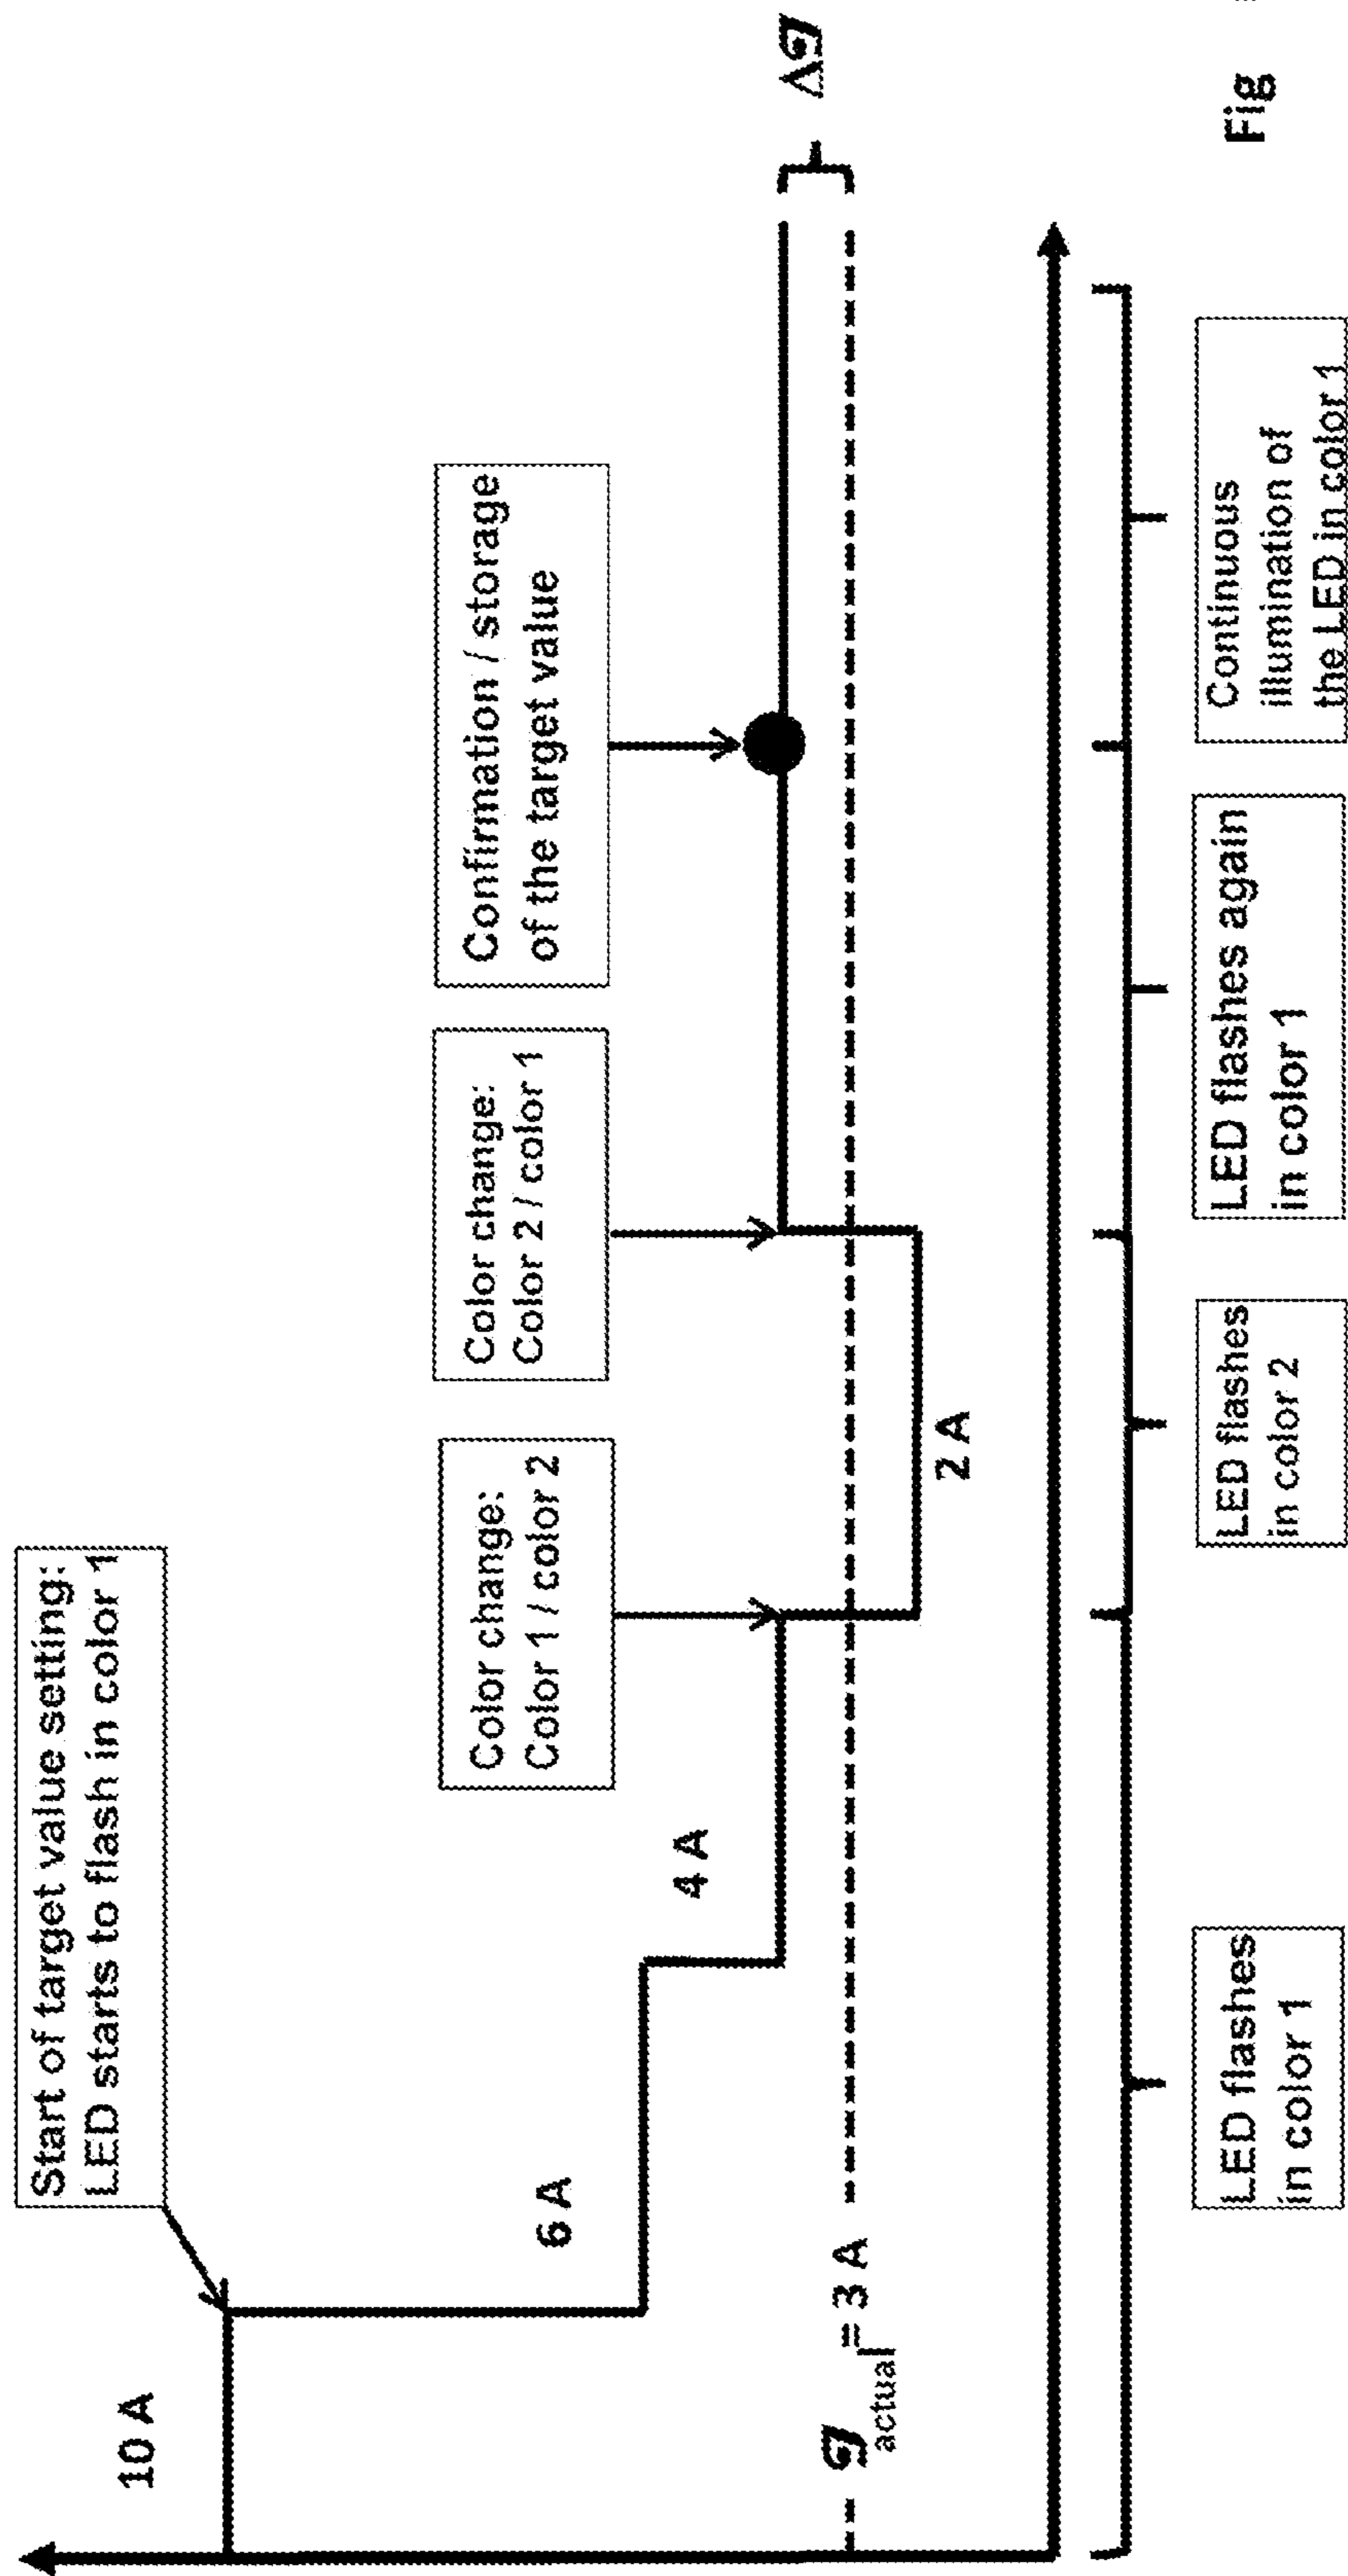 Start of target value setting:
LED starts to flash in color 1
10 A
6 A
4 A
Color change:
Color 1 / color 2
Color change:
Color 2 / color 1
Confirmation / storage
of the target value
2 A
actual = 3 A
LED flashes
in color 1
LED flashes
in color 2
LED flashes again
in color 1
Continuous
illumination of
the LED in color 1
Fig